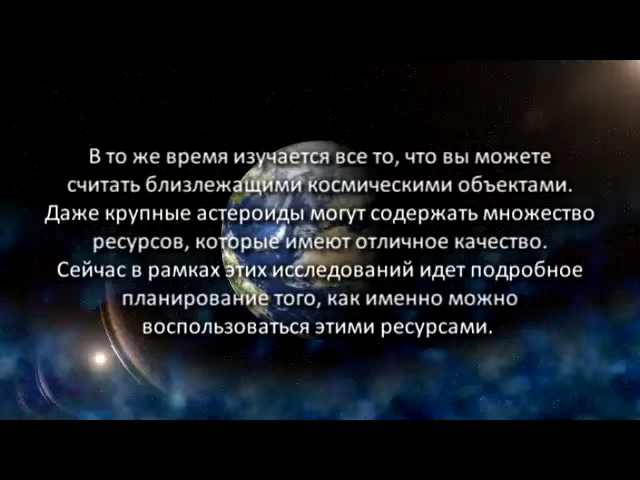 В то же время изучается все то, что вы можете
считать близлежащими космическими объектами.
Даже крупные астероиды могут содержать множество
ресурсов, которые имеют отличное качество.
Сейчас в рамках этих исследований идет подробное
планирование того, как именно можно
воспользоваться этими ресурсами.